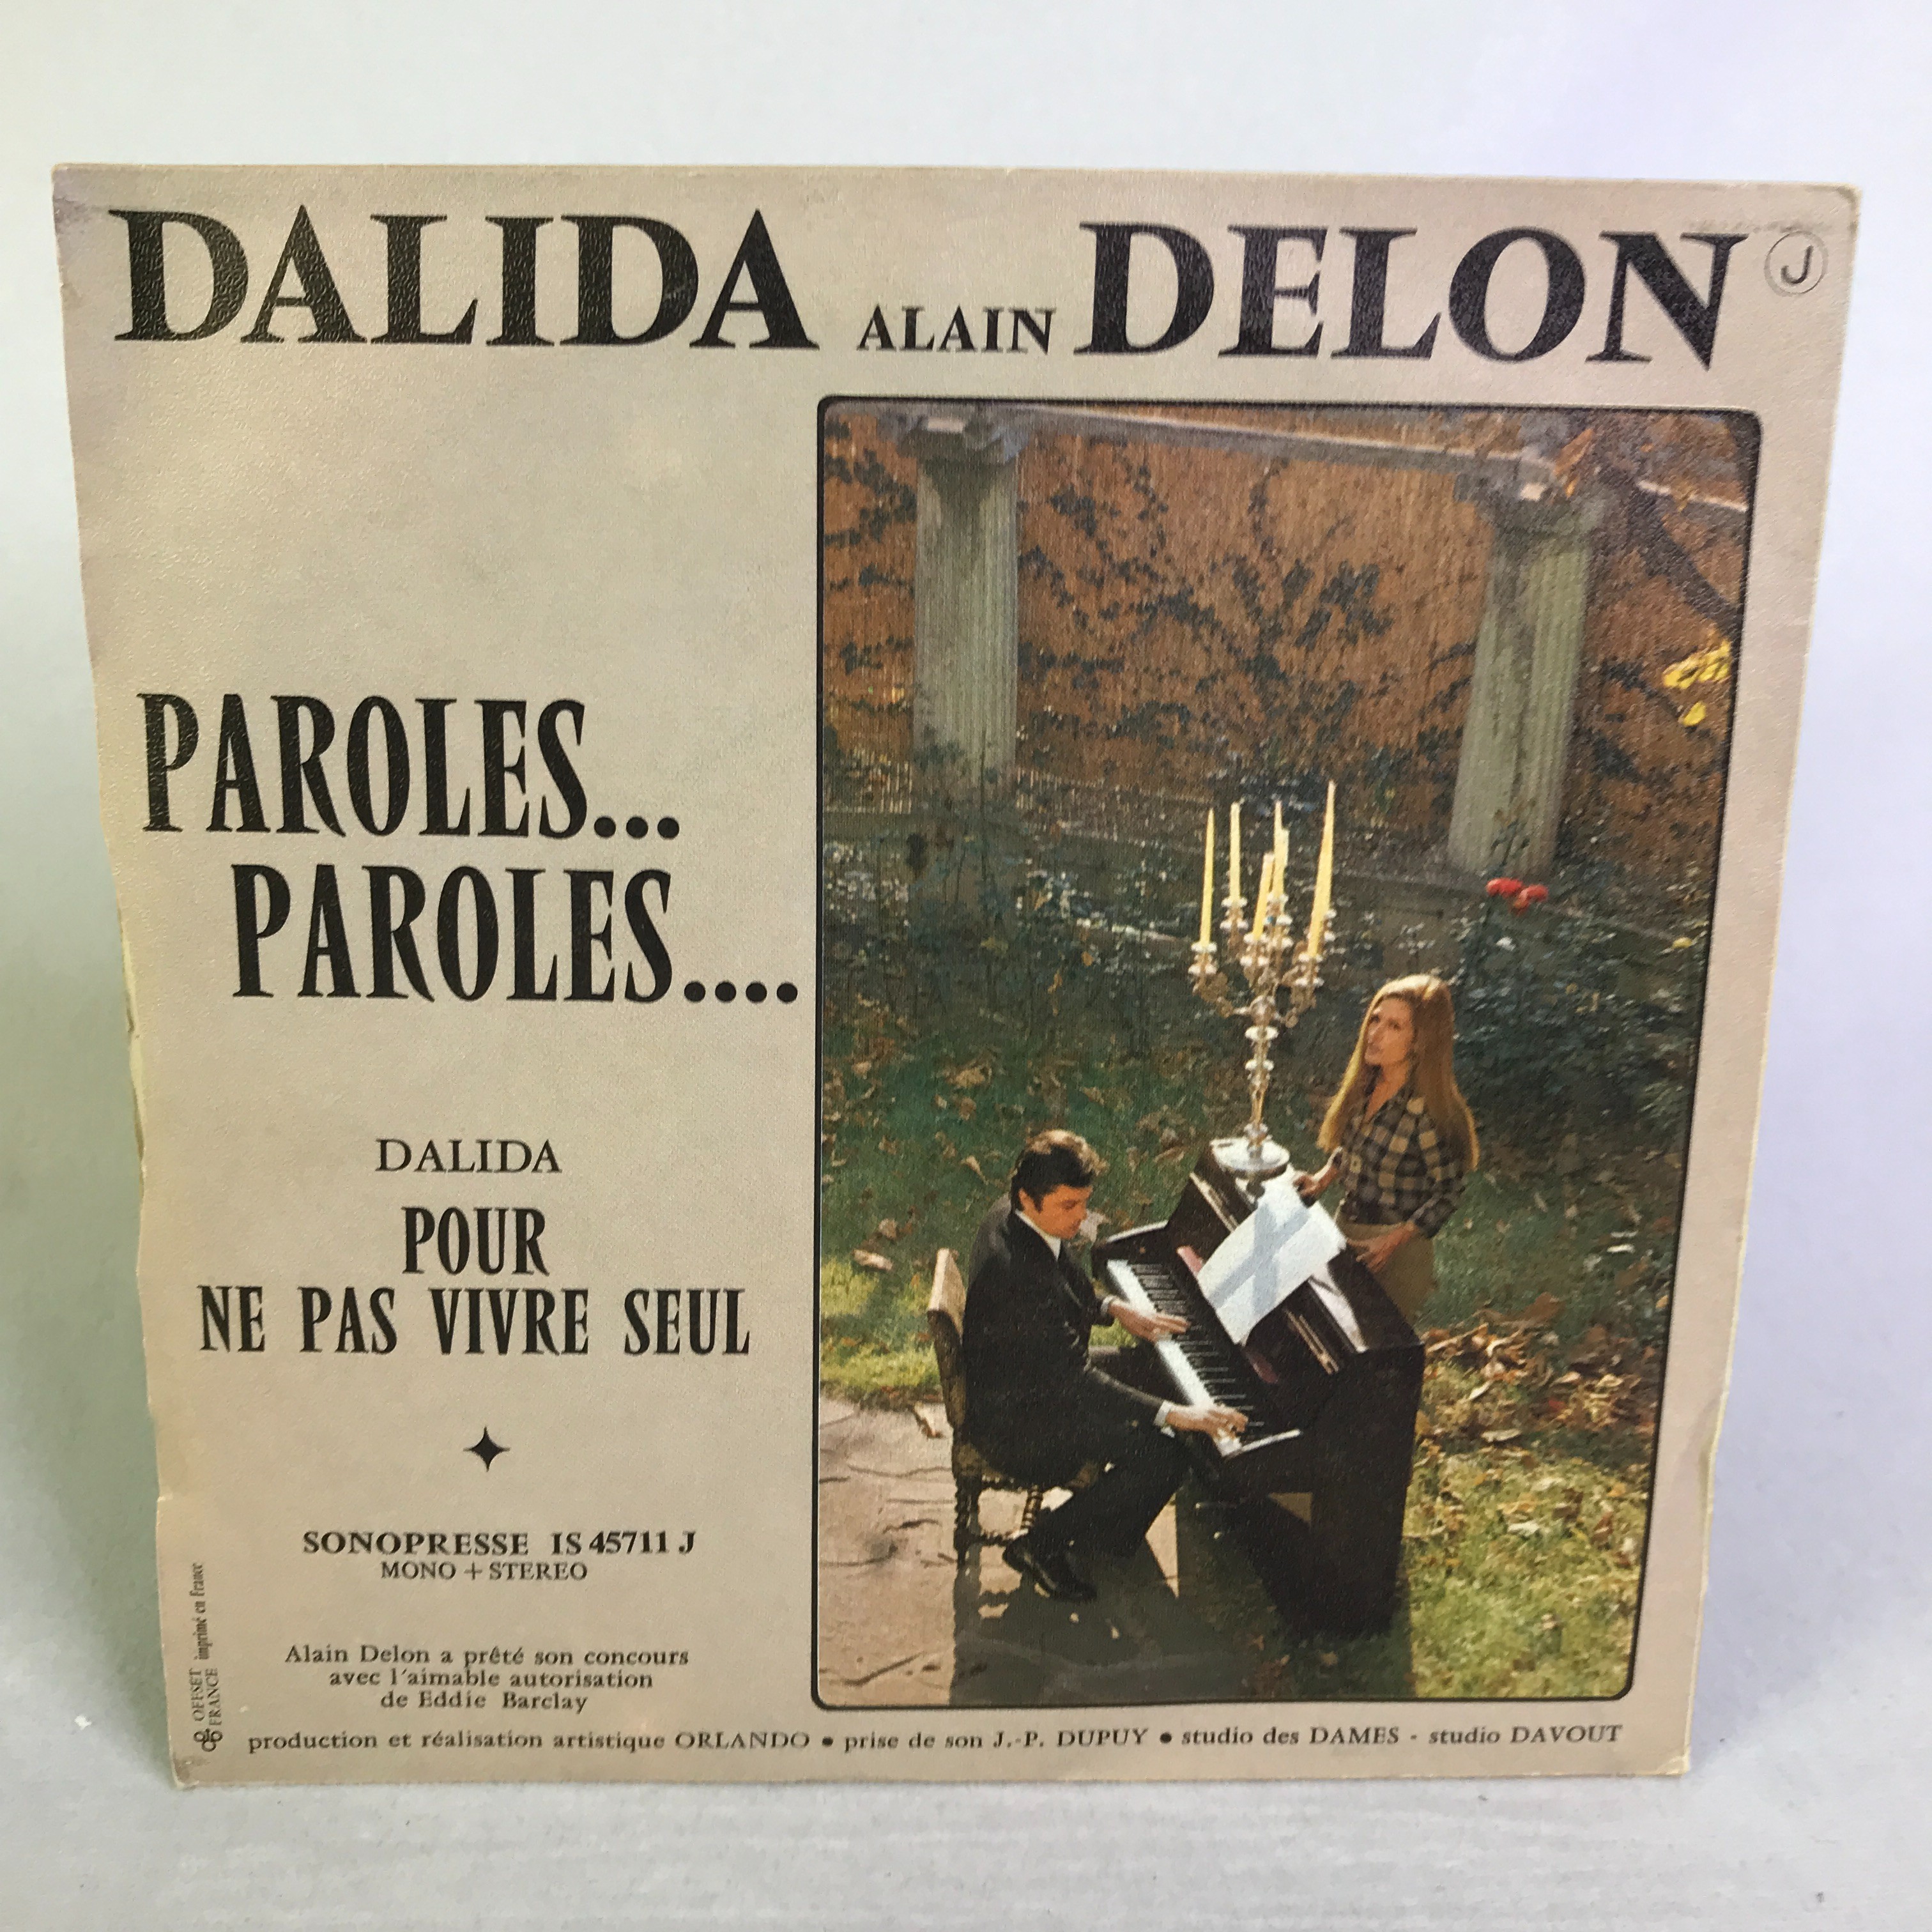 DALIDA ALAIN DELON J
PAROLES...
PAROLES....
DALIDA
POUR
NE PAS VIVRE SEUL
SONOPRESSE IS 45711 J
MONO + STEREO
Alain Delon a prêté son concours
avec l'aimable autorisation
de Eddie Barclay
OFFSET imprimé en France
FRANCE
production et réalisation artistique ORLANDO • prise de son J.-P. DUPUY • studio des DAMES - studio DAVOUT